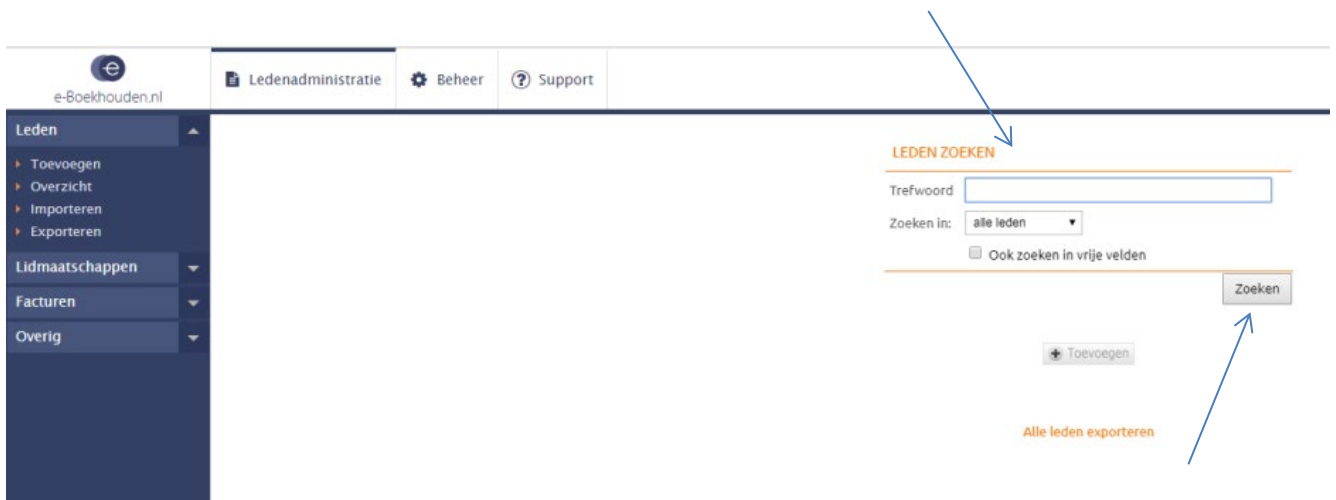 e
e-Boekhouden.nl
Ledenadministratie
Beheer
? Support
Leden
Toevoegen
Overzicht
Importeren
Exporteren
Lidmaatschappen
Facturen
Overig
LEDEN ZOEKEN
Trefwoord
Zoeken in: alle leden
Ook zoeken in vrije velden
Zoeken
Toevoegen
Alle leden exporteren